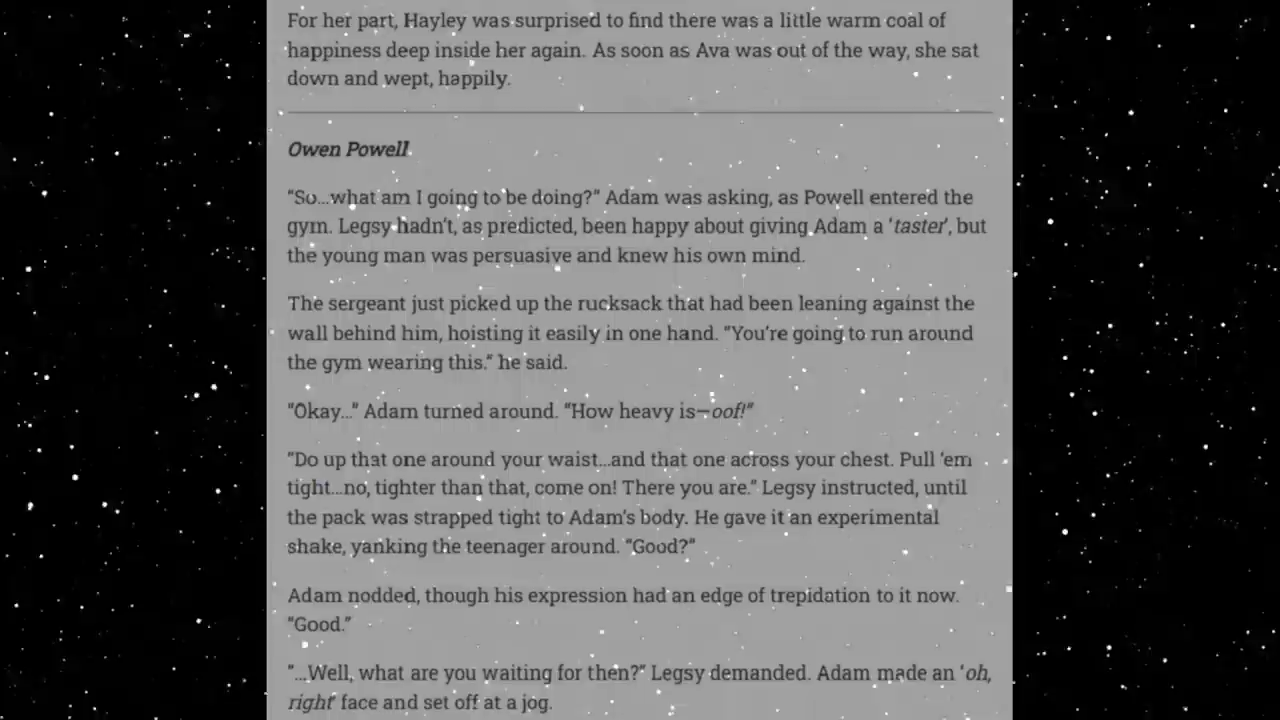 For her part, Hayley was surprised to find there was a little warm coal of
happiness deep inside her again. As soon as Ava was out of the way, she sat
down and wept, happily.
Owen Powell
“So...what am I going to be doing?” Adam was asking, as Powell entered the
gym. Legsy hadn’t, as predicted, been happy about giving Adam a ‘taster’, but
the young man was persuasive and knew his own mind.
The sergeant just picked up the rucksack that had been leaning against the
wall behind him, hoisting it easily in one hand. “You’re going to run around
the gym wearing this.” he said.
“Okay...” Adam turned around. “How heavy is—oof!”
“Do up that one around your waist...and that one across your chest. Pull ‘em
tight...no, tighter than that, come on! There you are.” Legsy instructed, until
the pack was strapped tight to Adam’s body. He gave it an experimental
shake, yanking the teenager around. “Good?”
Adam nodded, though his expression had an edge of trepidation to it now.
“Good.”
“...Well, what are you waiting for then?” Legsy demanded. Adam made an ‘oh,
right’ face and set off at a jog.